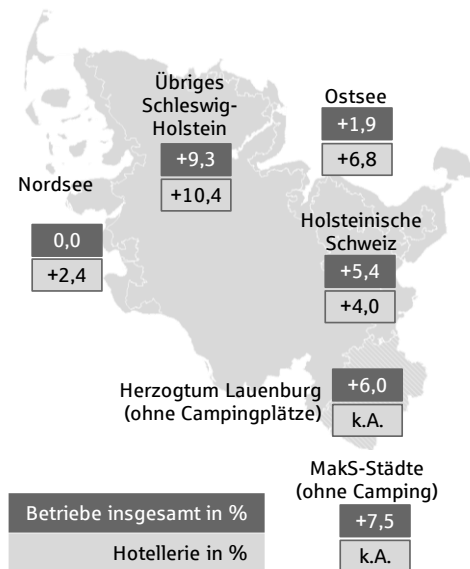 Übriges
Schleswig-
Holstein
+9,3
+10,4
Ostsee
+1,9
+6,8
Nordsee
0,0
+2,4
Holsteinische
Schweiz
+5,4
+4,0
Herzogtum Lauenburg
(ohne Campingplätze)
+6,0
k.A.
MakS-Städte
(ohne Camping)
+7,5
k.A.
Betriebe insgesamt in %
Hotellerie in %